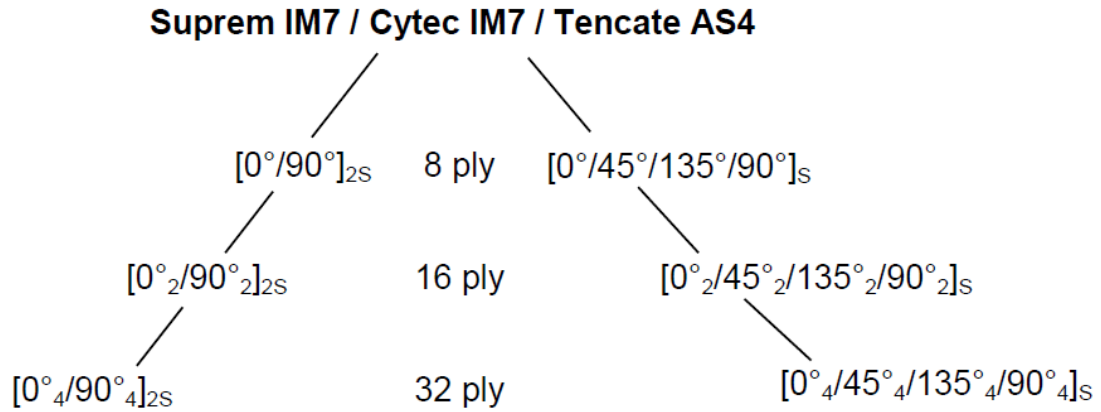 Suprem IM7 / Cytec IM7 / Tencate AS4
[0°/90°]2S 8 ply [0°/45°/135°/90°]S
[0°2/90°2]2S 16 ply [0°2/45°2/135°2/90°2]S
[0°4/90°4]2S 32 ply [0°4/45°4/135°4/90°4]S